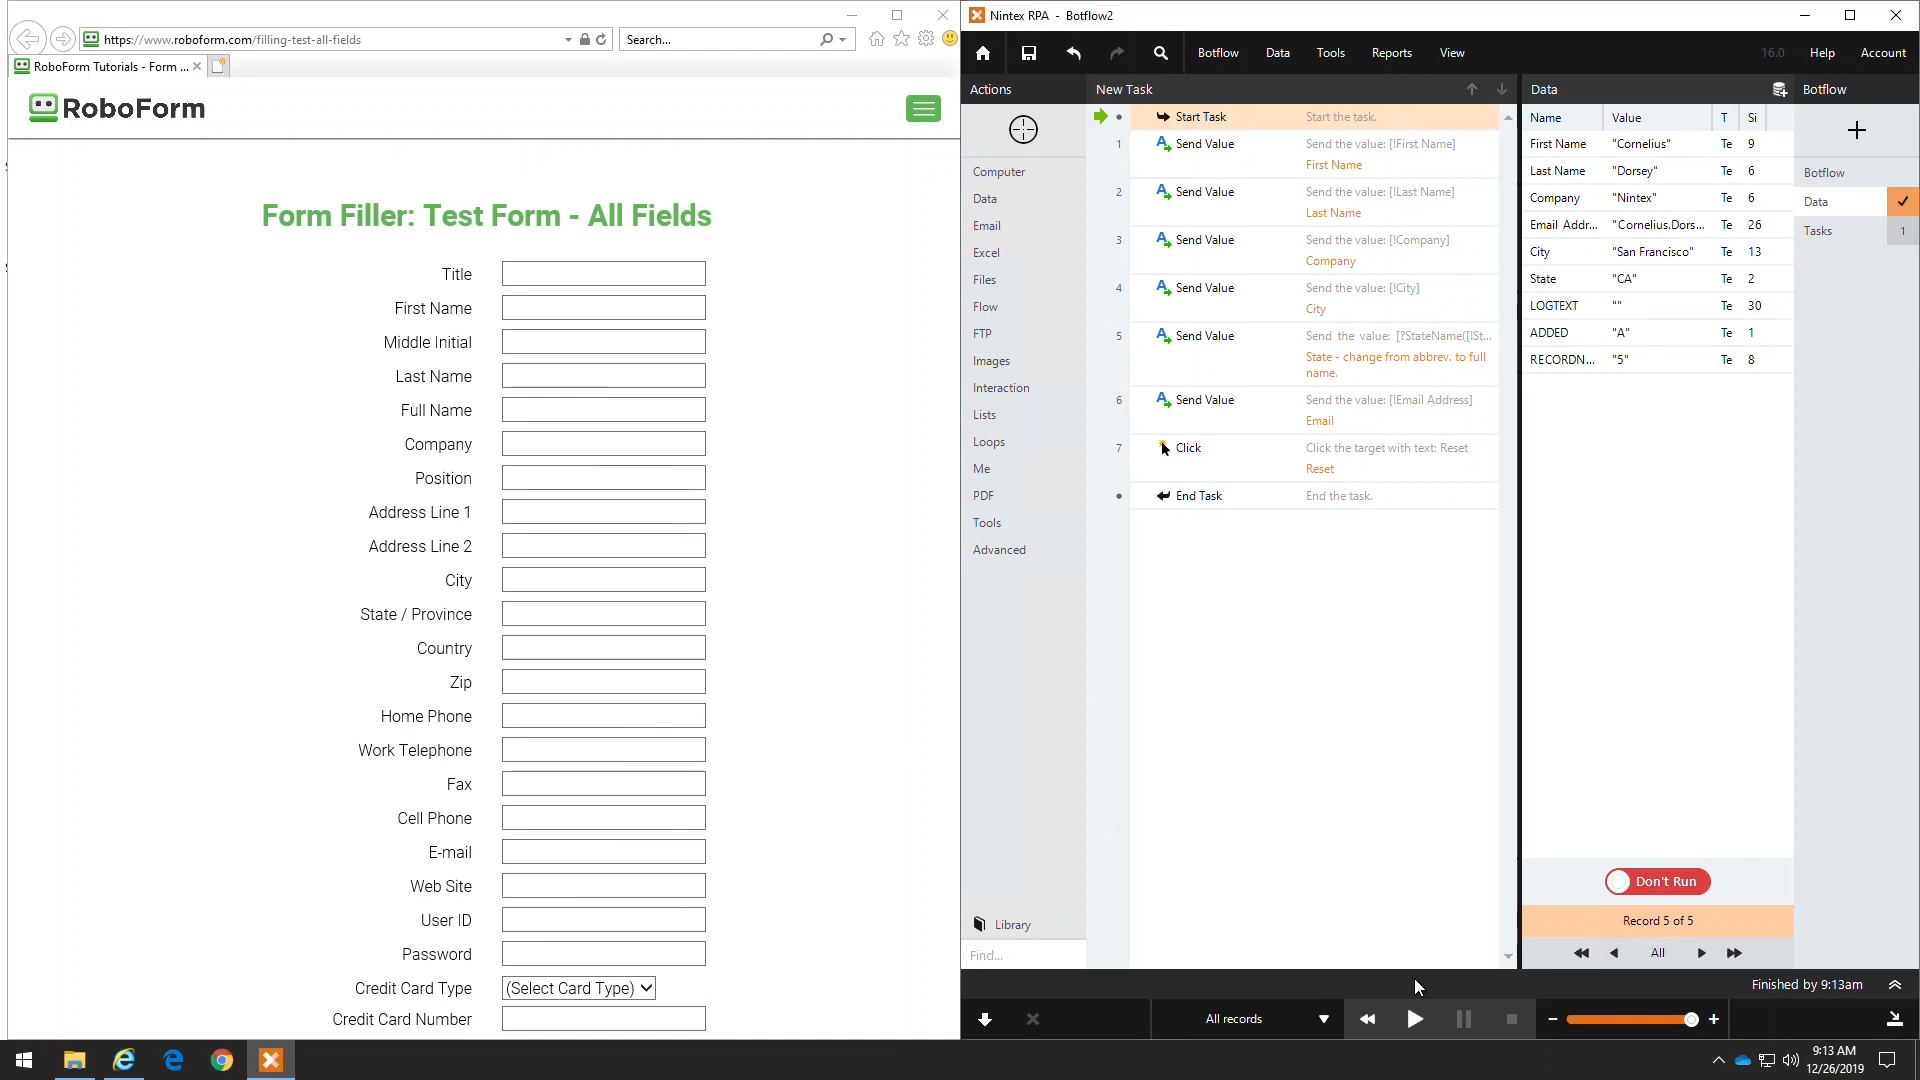 https://www.roboform.com/filling-test-all-fields
Search...
RoboForm Tutorials - Form ...
RoboForm
Form Filler: Test Form - All Fields
Title
First Name
Middle Initial
Last Name
Full Name
Company
Position
Address Line 1
Address Line 2
City
State / Province
Country
Zip
Home Phone
Work Telephone
Fax
Cell Phone
E-mail
Web Site
User ID
Password
Credit Card Type (Select Card Type)
Credit Card Number
Nintex RPA - Botflow2
Botflow Data Tools Reports View 16.0 Help Account
Actions
Computer
Data
Email
Excel
Files
Flow
FTP
Images
Interaction
Lists
Loops
Me
PDF
Tools
Advanced
Library
Find...
New Task
Start Task Start the task.
1 Send Value Send the value: [!First Name]
First Name
2 Send Value Send the value: [!Last Name]
Last Name
3 Send Value Send the value: [!Company]
Company
4 Send Value Send the value: [!City]
City
5 Send Value Send the value: [?StateName([!St...
State - change from abbrev. to full
name.
6 Send Value Send the value: [!Email Address]
Email
7 Click Click the target with text: Reset
Reset
End Task End the task.
Data
Name Value T Si
First Name "Cornelius" Te 9
Last Name "Dorsey" Te 6
Company "Nintex" Te 6
Email Addr... "Cornelius.Dors... Te 26
City "San Francisco" Te 13
State "CA" Te 2
LOGTEXT "" Te 30
ADDED "A" Te 1
RECORDN... "5" Te 8
Don't Run
Record 5 of 5
All
Botflow
Botflow
Data
Tasks 1
Finished by 9:13am
All records
9:13 AM
12/26/2019